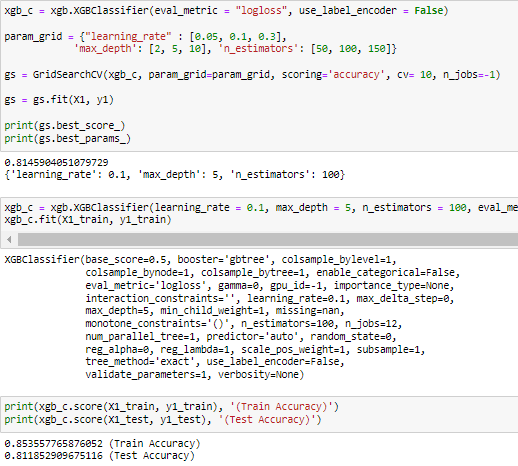 xgb_c = xgb.XGBClassifier(eval_metric = "logloss", use_label_encoder = False)
param_grid = {"learning_rate" : [0.05, 0.1, 0.3],
'max_depth': [2, 5, 10], 'n_estimators': [50, 100, 150]}
gs = GridSearchCV(xgb_c, param_grid=param_grid, scoring='accuracy', cv= 10, n_jobs=-1)
gs = gs.fit(X1, y1)
print(gs.best_score_)
print(gs.best_params_)
0.8145904051079729
{'learning_rate': 0.1, 'max_depth': 5, 'n_estimators': 100}
xgb_c = xgb.XGBClassifier(learning_rate = 0.1, max_depth = 5, n_estimators = 100, eval_me
xgb_c.fit(X1_train, y1_train)
XGBClassifier(base_score=0.5, booster='gbtree', colsample_bylevel=1,
colsample_bynode=1, colsample_bytree=1, enable_categorical=False,
eval_metric='logloss', gamma=0, gpu_id=-1, importance_type=None,
interaction_constraints='', learning_rate=0.1, max_delta_step=0,
max_depth=5, min_child_weight=1, missing=nan,
monotone_constraints='()', n_estimators=100, n_jobs=12,
num_parallel_tree=1, predictor='auto', random_state=0,
reg_alpha=0, reg_lambda=1, scale_pos_weight=1, subsample=1,
tree_method='exact', use_label_encoder=False,
validate_parameters=1, verbosity=None)
print(xgb_c.score(X1_train, y1_train), '(Train Accuracy)')
print(xgb_c.score(X1_test, y1_test), '(Test Accuracy)')
0.853557765876052 (Train Accuracy)
0.811852909675116 (Test Accuracy)